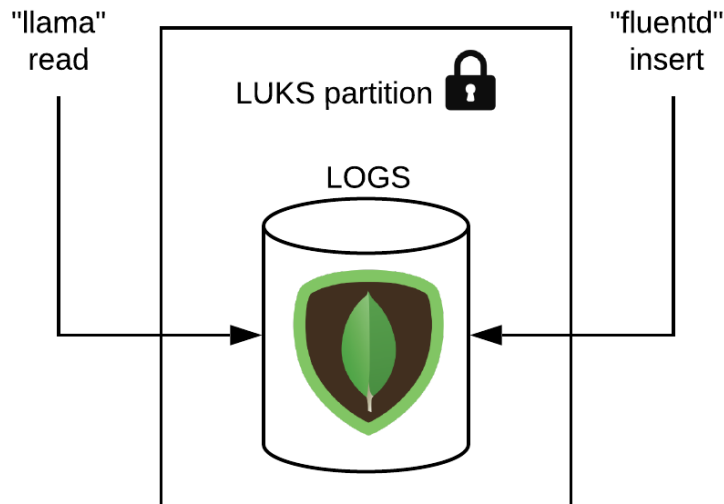 "llama"
read
"fluentd"
insert
LUKS partition
LOGS